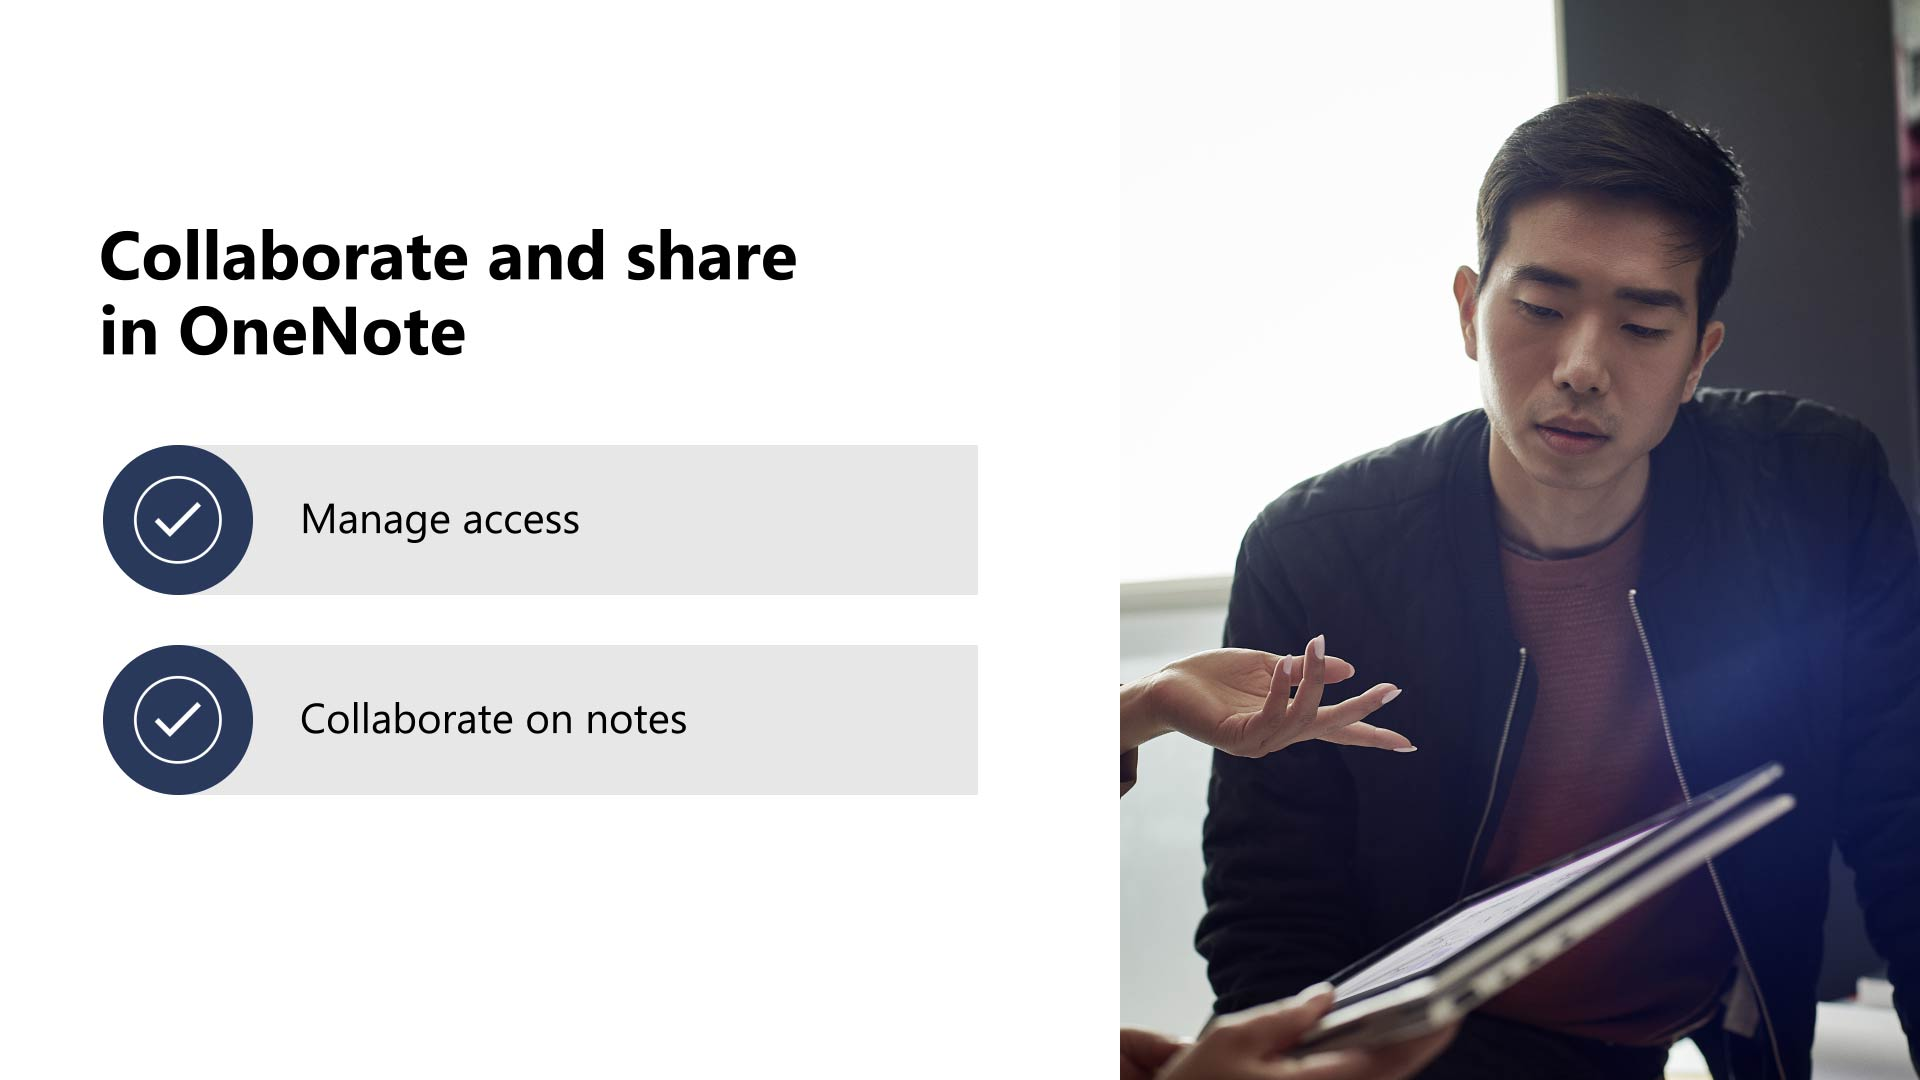 Collaborate and share
in OneNote
Manage access
Collaborate on notes